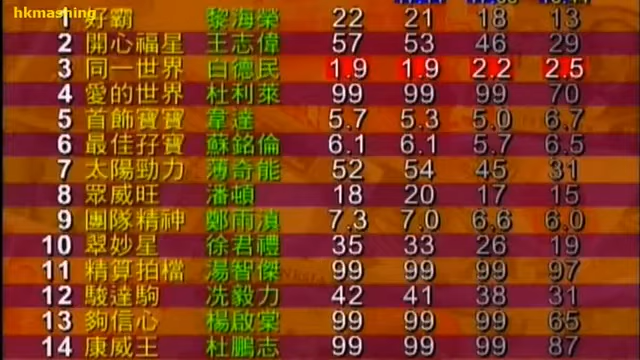 hkmashing
1 好霸 黎海榮 22 21 18 13
2 開心福星 王志偉 57 53 46 29
3 同一世界 白德民 1.9 1.9 2.2 2.5
4 愛的世界 杜利萊 99 99 99 70
5 首飾寶寶 韋達 5.7 5.3 5.0 6.7
6 最佳孖寶 蘇銘倫 6.1 6.1 5.7 6.5
7 太陽勁力 薄奇能 52 54 45 31
8 眾威旺 潘頓 18 20 17 15
9 團隊精神 鄭雨滇 7.3 7.0 6.6 6.0
10 翠妙星 徐君禮 35 33 26 19
11 精算拍檔 湯智傑 99 99 99 97
12 駿達駒 冼毅力 42 41 38 31
13 夠信心 楊啟棠 99 99 99 65
14 康威王 杜鵬志 99 99 99 87